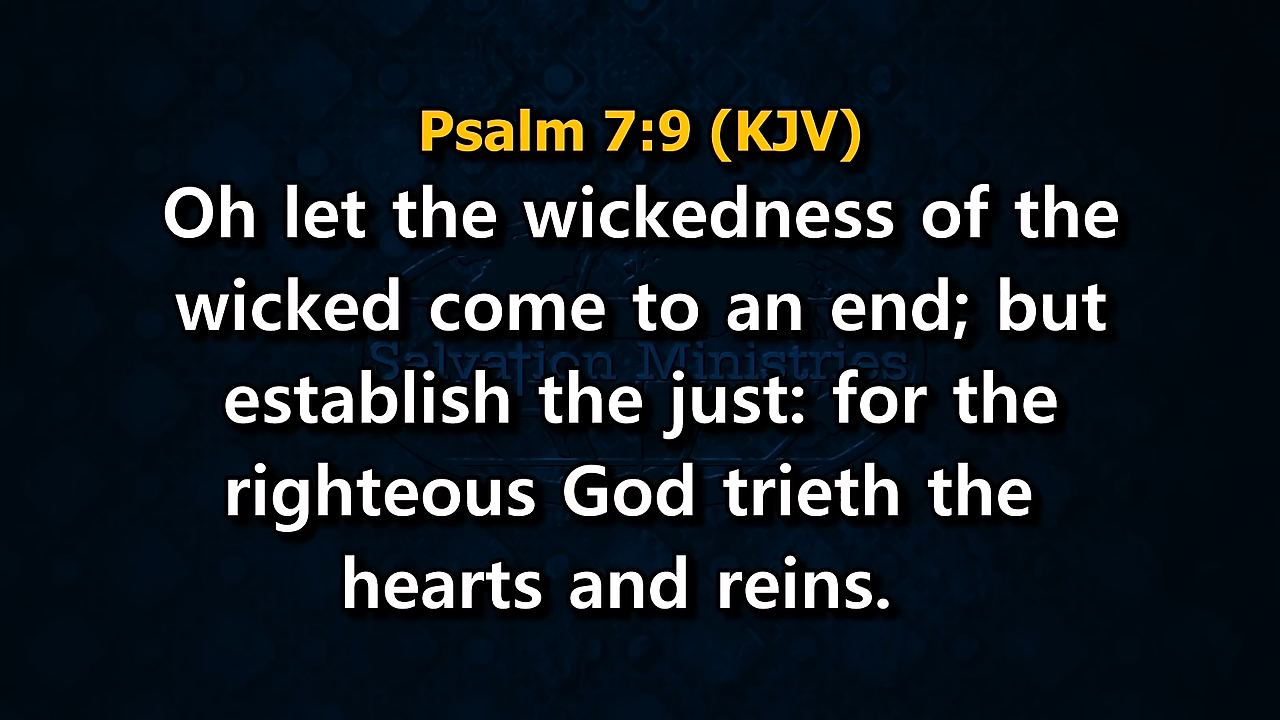 Psalm 7:9 (KJV)
Oh let the wickedness of the
wicked come to an end; but
Salvation Ministries
establish the just: for the
righteous God trieth the
hearts and reins.